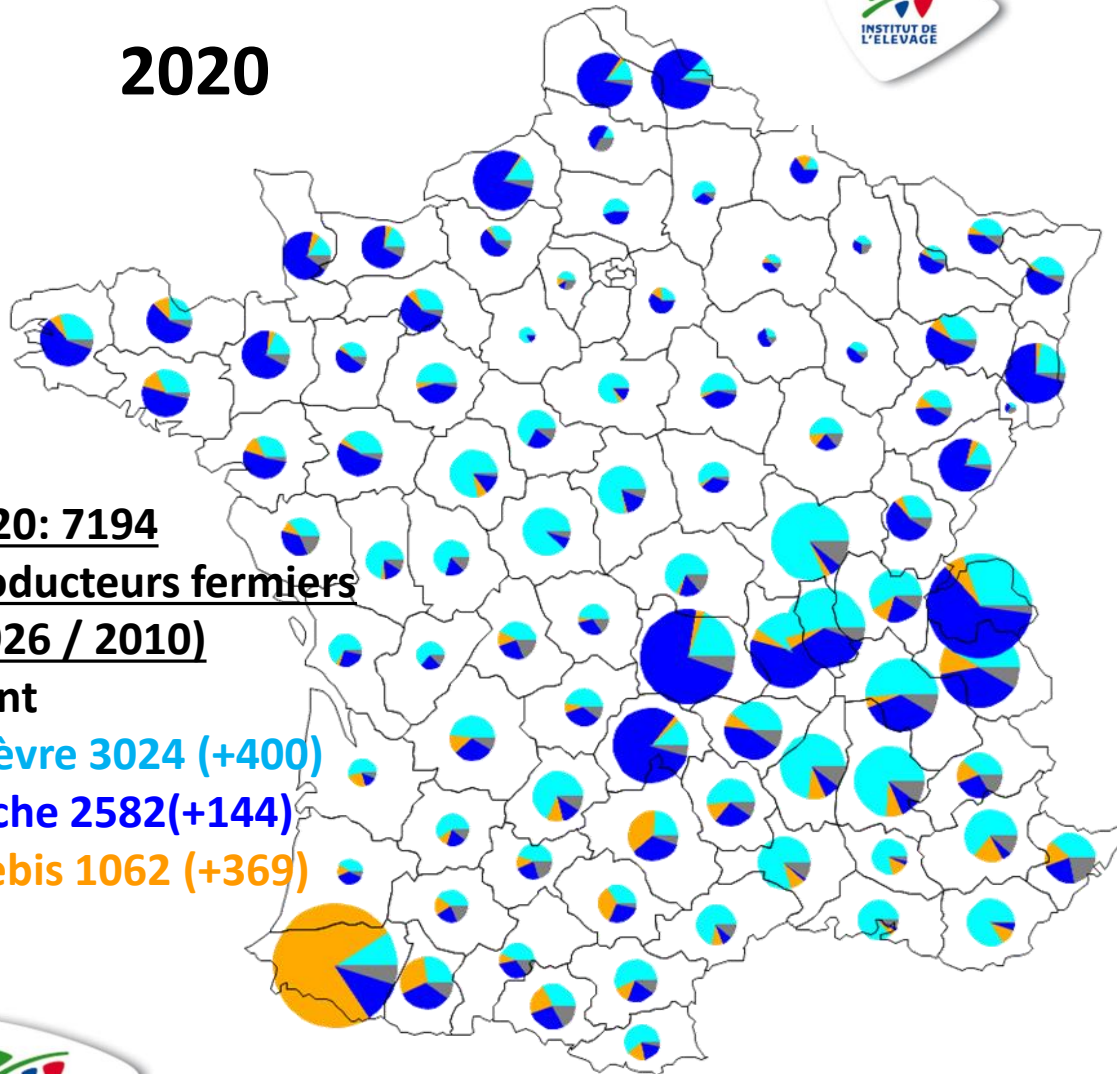 2020
INSTITUT DE
L'ELEVAGE
20: 7194
oducteurs fermiers
026 / 2010)
nt
èvre 3024 (+400)
che 2582(+144)
ebis 1062 (+369)